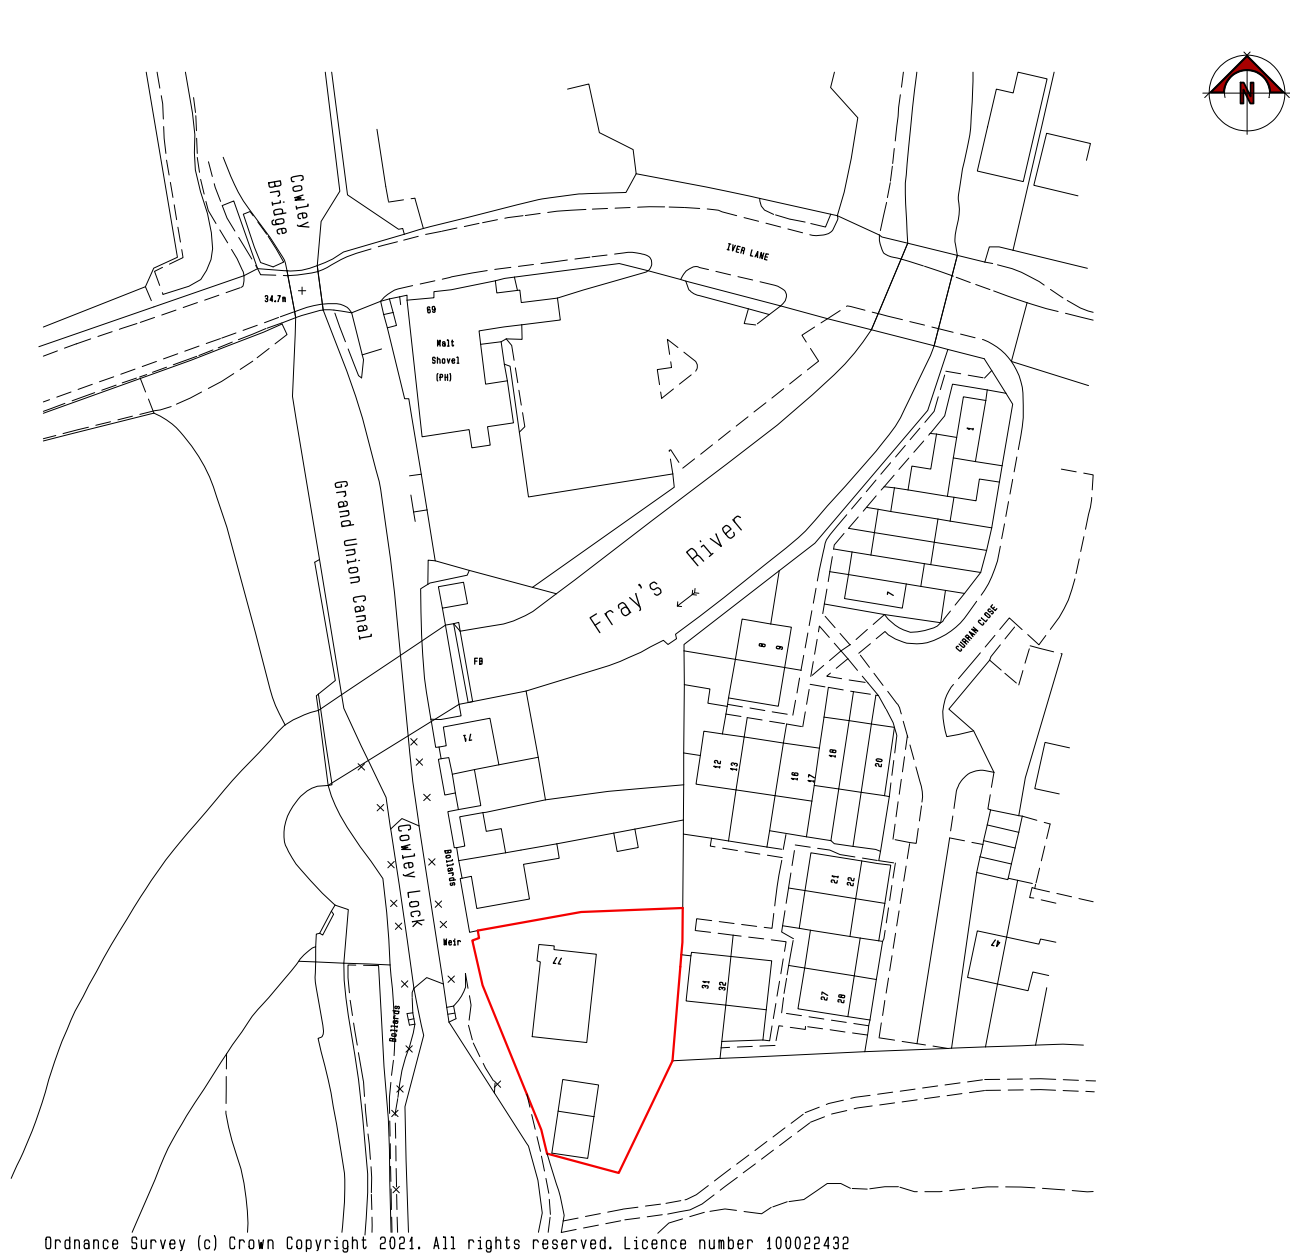 N
Cowley
Bridge
IVER LANE
34.7m
69
Malt
Shovel
(PH)
1
Grand Union Canal
Fray's River
7
CURRAN CLOSE
FB
8
9
71
12
13
16
17
18
20
Cowley Lock
Bollards
21
22
Weir
47
77
31
32
27
28
Bollards
Ordnance Survey (c) Crown Copyright 2021. All rights reserved. Licence number 100022432